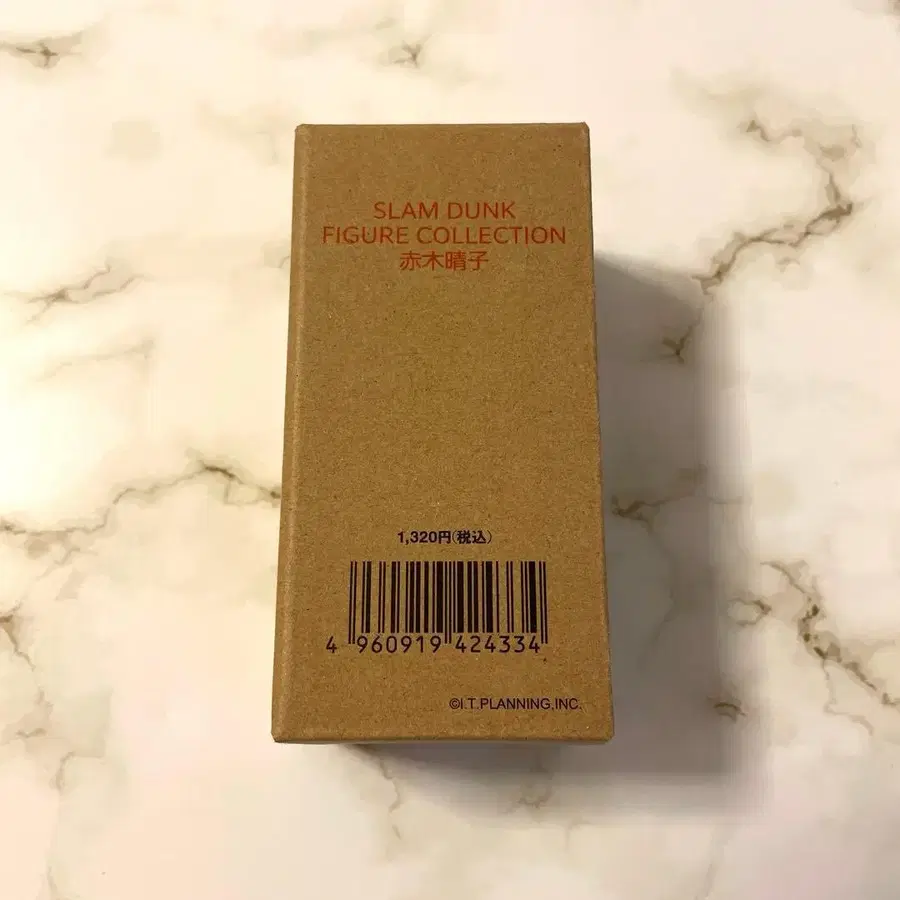 SLAM DUNK
FIGURE COLLECTION
赤木晴子
1,320円(税込)
4 960919 424334
©I.T.PLANNING,INC.